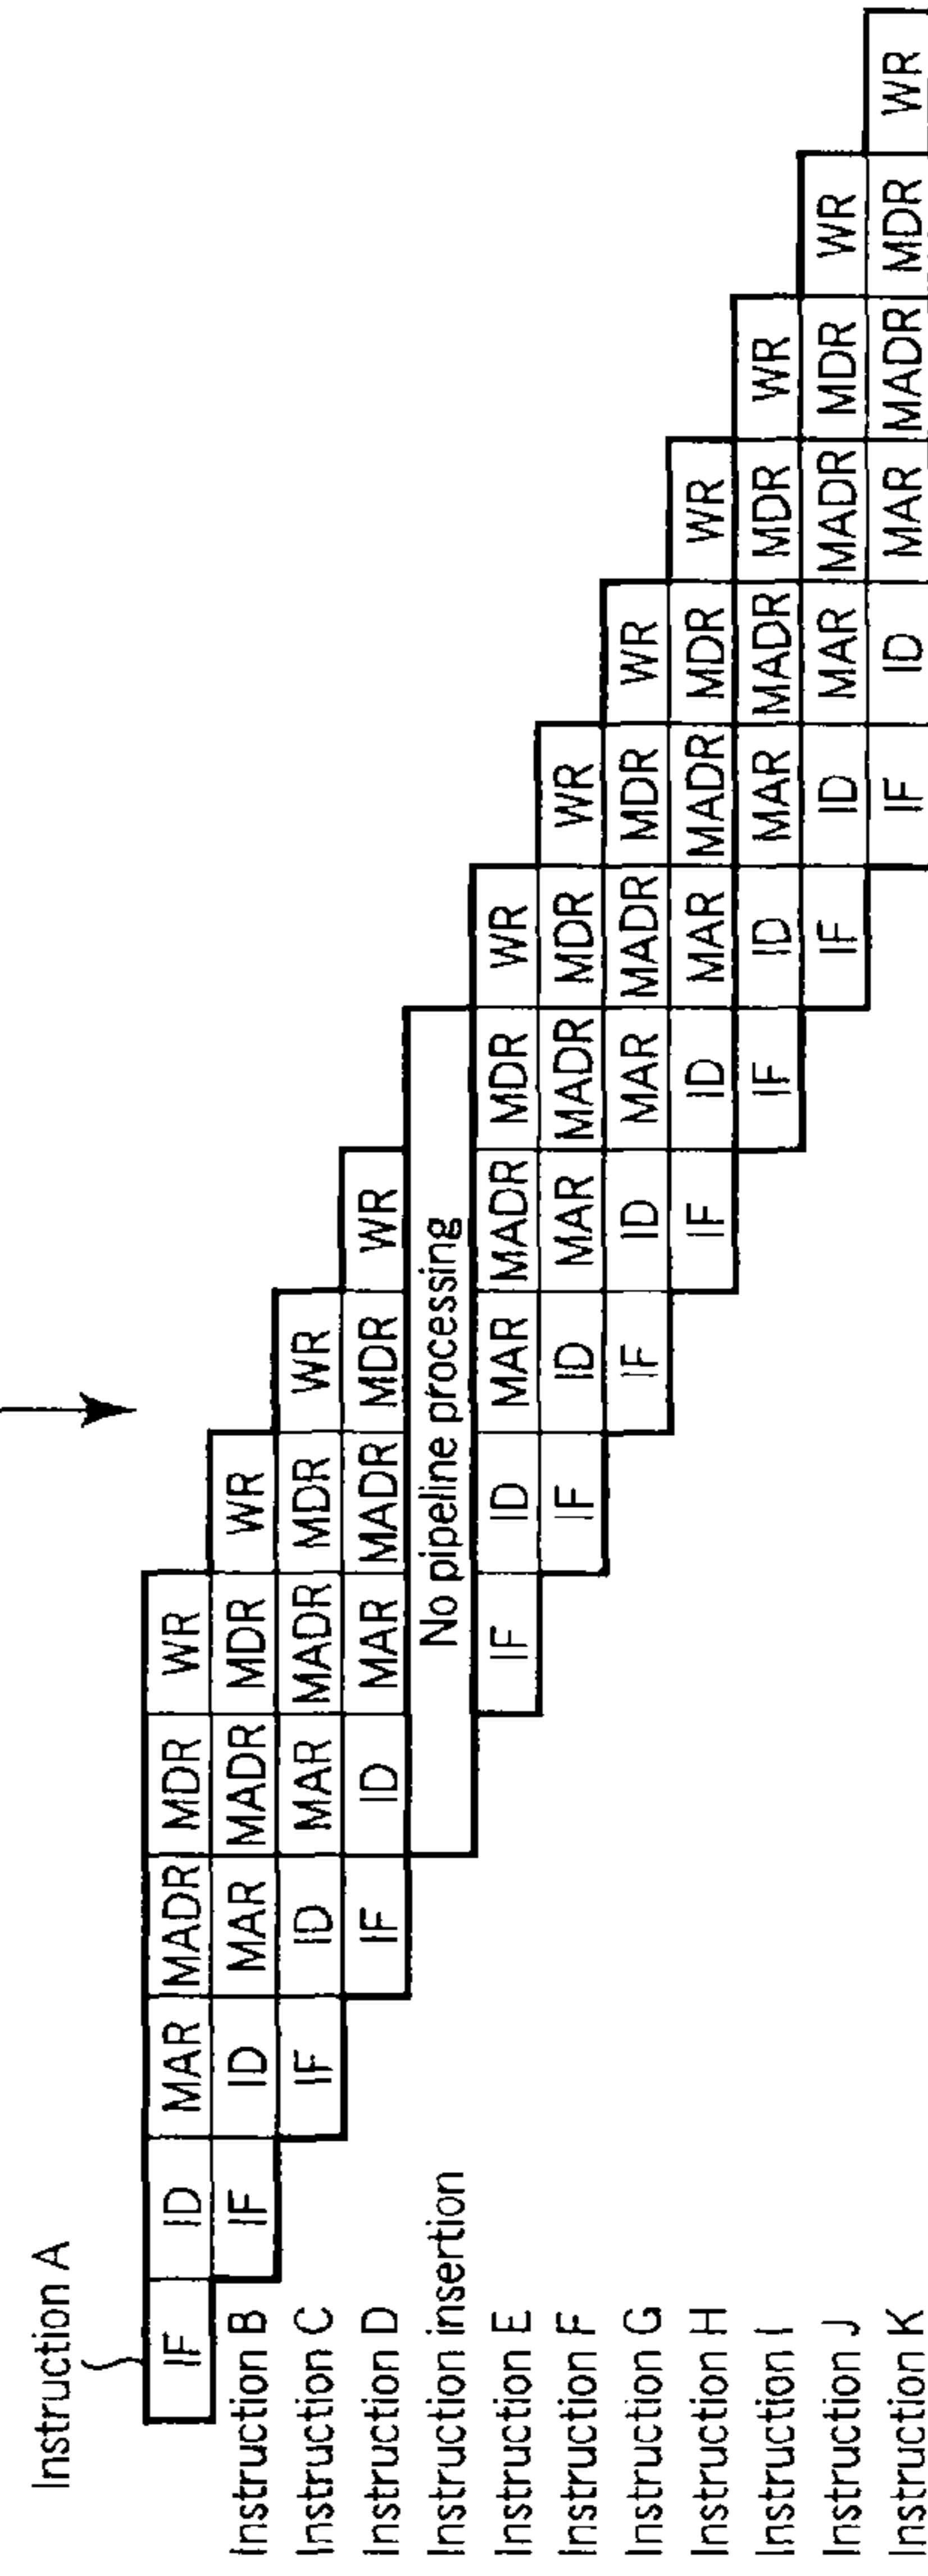 Instruction A
IF ID MAR MADR MDR WR
Instruction B IF ID MAR MADR MDR WR
Instruction C IF ID MAR MADR MDR WR
Instruction D IF ID MAR MADR MDR WR
Instruction insertion No pipeline processing
Instruction E IF ID MAR MADR MDR WR
Instruction F IF ID MAR MADR MDR WR
Instruction G IF ID MAR MADR MDR WR
Instruction H IF ID MAR MADR MDR WR
Instruction I IF ID MAR MADR MDR WR
Instruction J IF ID MAR MADR MDR WR
Instruction K IF ID MAR MADR MDR WR